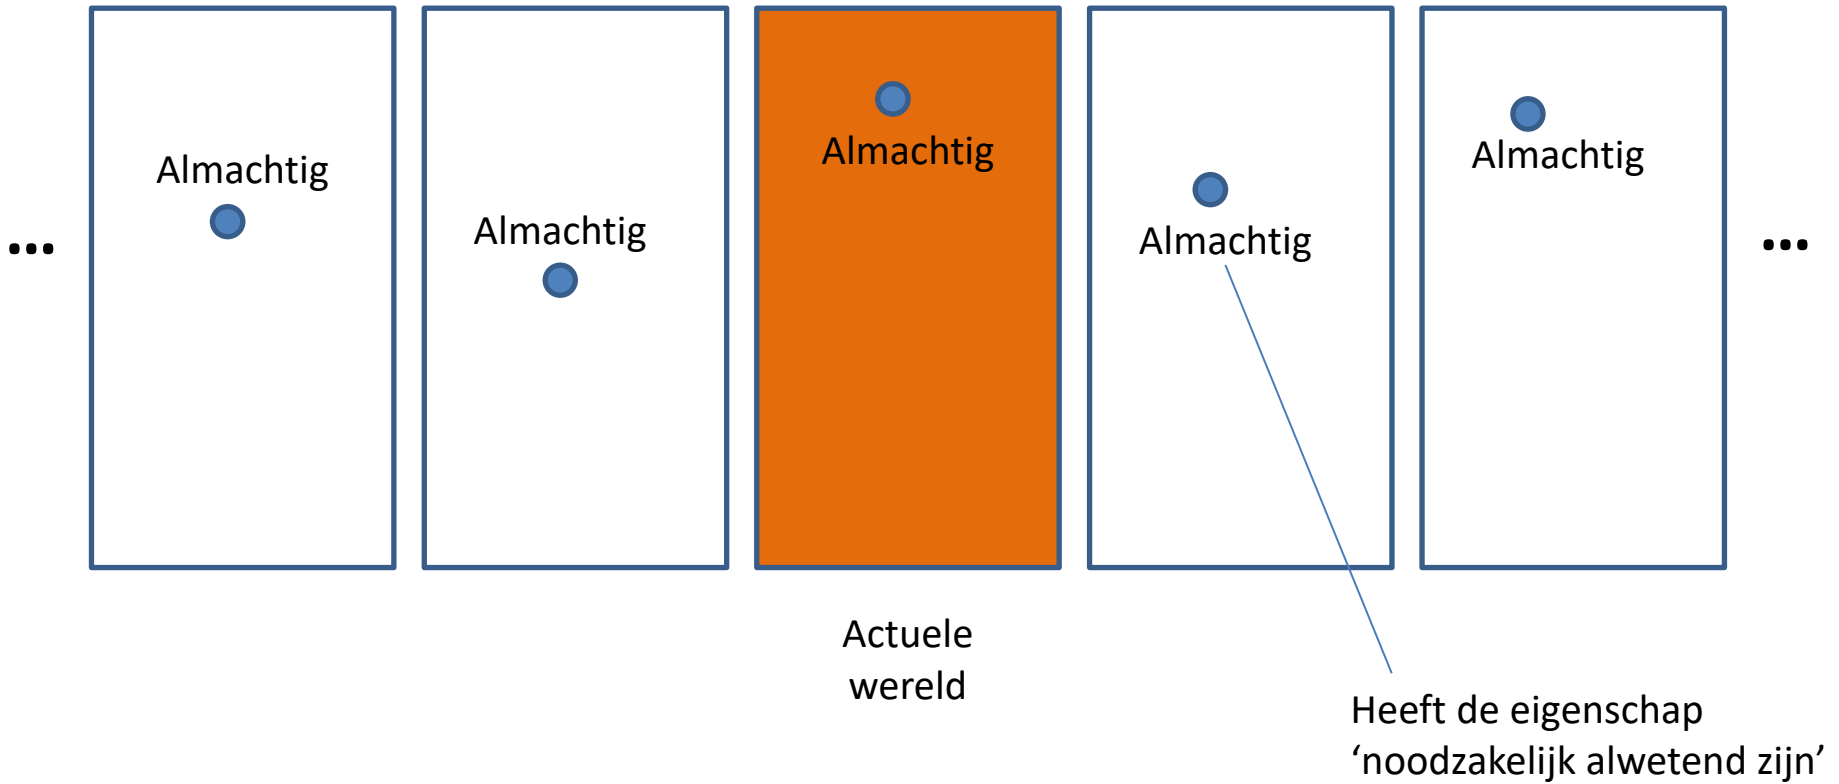 Almachtig
Almachtig
Almachtig
Almachtig
Almachtig
...
...
Actuele
wereld
Heeft de eigenschap
‘noodzakelijk alwetend zijn’